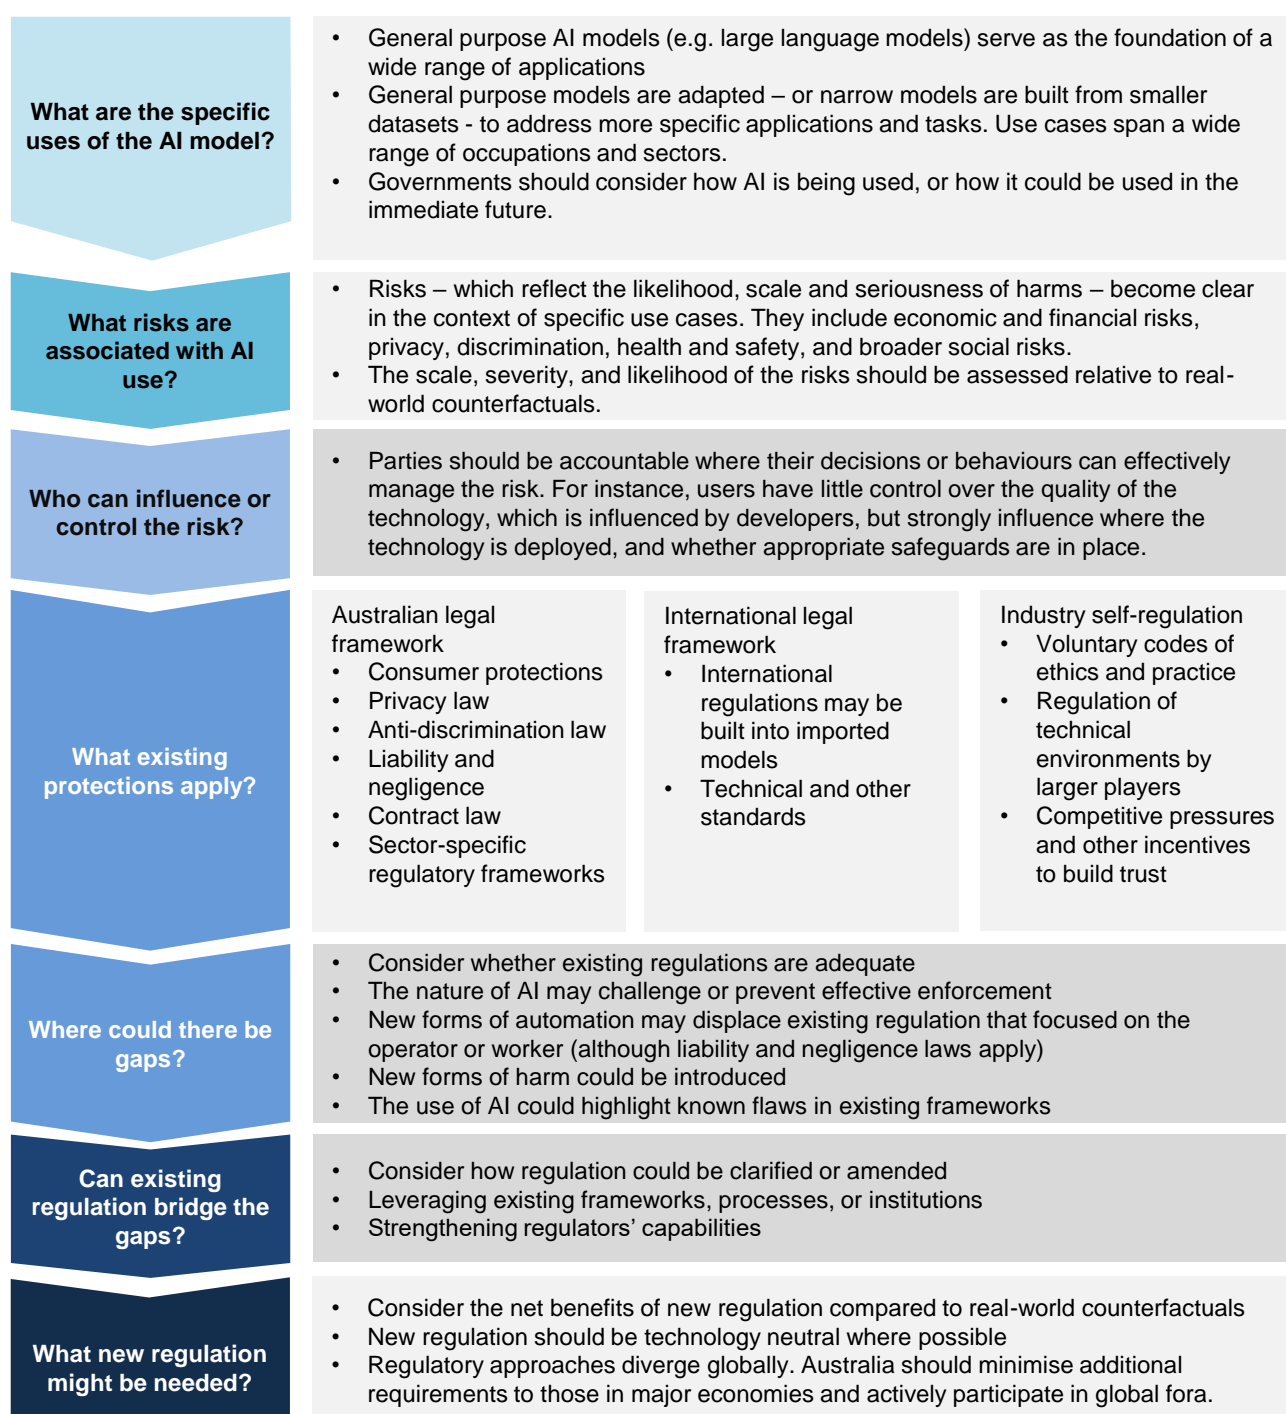 What are the specific
uses of the AI model?
• General purpose AI models (e.g. large language models) serve as the foundation of a
wide range of applications
• General purpose models are adapted – or narrow models are built from smaller
datasets - to address more specific applications and tasks. Use cases span a wide
range of occupations and sectors.
• Governments should consider how AI is being used, or how it could be used in the
immediate future.
What risks are
associated with AI
use?
• Risks – which reflect the likelihood, scale and seriousness of harms – become clear
in the context of specific use cases. They include economic and financial risks,
privacy, discrimination, health and safety, and broader social risks.
• The scale, severity, and likelihood of the risks should be assessed relative to real-
world counterfactuals.
Who can influence or
control the risk?
• Parties should be accountable where their decisions or behaviours can effectively
manage the risk. For instance, users have little control over the quality of the
technology, which is influenced by developers, but strongly influence where the
technology is deployed, and whether appropriate safeguards are in place.
What existing
protections apply?
Australian legal
framework
• Consumer protections
• Privacy law
• Anti-discrimination law
• Liability and
negligence
• Contract law
• Sector-specific
regulatory frameworks
International legal
framework
• International
regulations may be
built into imported
models
• Technical and other
standards
Industry self-regulation
• Voluntary codes of
ethics and practice
• Regulation of
technical
environments by
larger players
• Competitive pressures
and other incentives
to build trust
Where could there be
gaps?
• Consider whether existing regulations are adequate
• The nature of AI may challenge or prevent effective enforcement
• New forms of automation may displace existing regulation that focused on the
operator or worker (although liability and negligence laws apply)
• New forms of harm could be introduced
• The use of AI could highlight known flaws in existing frameworks
Can existing
regulation bridge the
gaps?
• Consider how regulation could be clarified or amended
• Leveraging existing frameworks, processes, or institutions
• Strengthening regulators’ capabilities
What new regulation
might be needed?
• Consider the net benefits of new regulation compared to real-world counterfactuals
• New regulation should be technology neutral where possible
• Regulatory approaches diverge globally. Australia should minimise additional
requirements to those in major economies and actively participate in global fora.